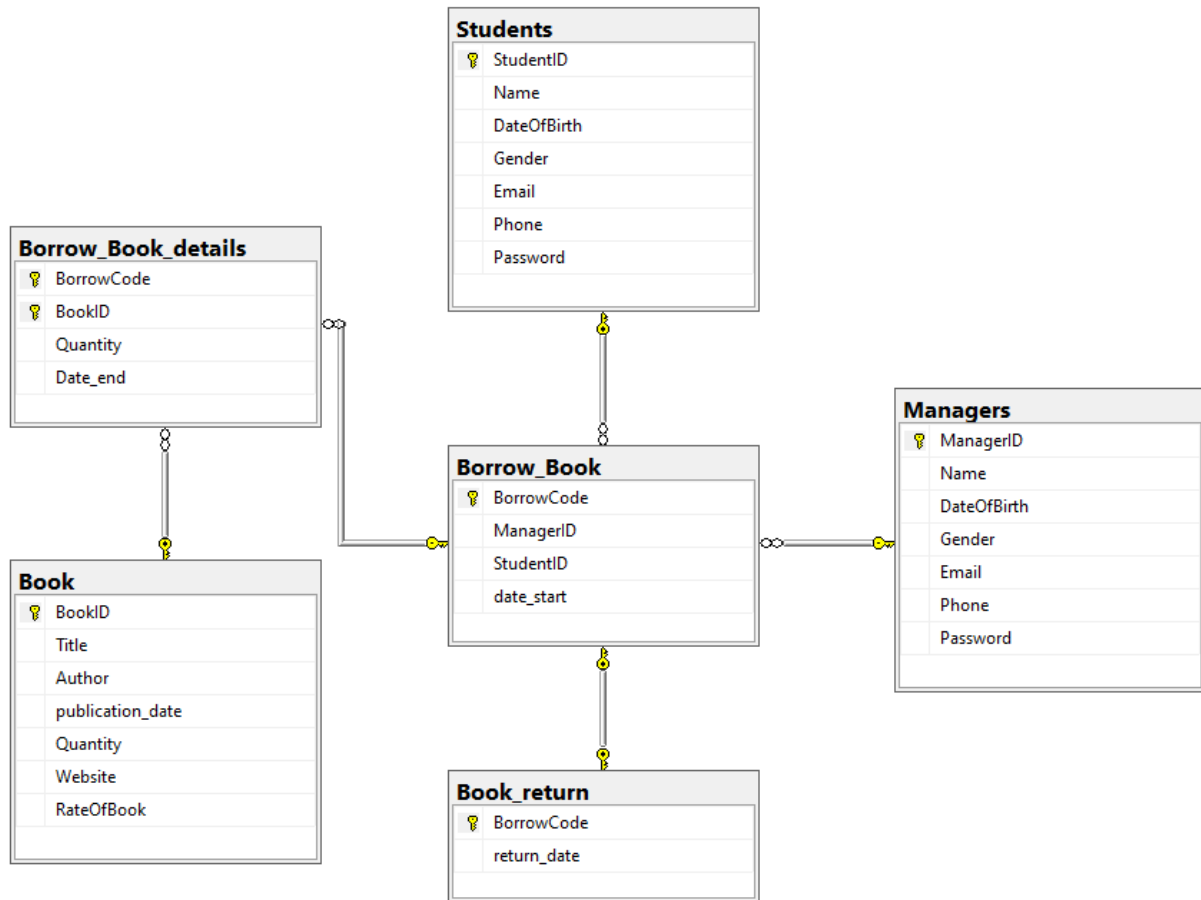 Students
StudentID
Name
DateOfBirth
Gender
Email
Phone
Password
Borrow_Book_details
BorrowCode
BookID
Quantity
Date_end
Managers
ManagerID
Name
DateOfBirth
Gender
Email
Phone
Password
Borrow_Book
BorrowCode
ManagerID
StudentID
date_start
Book
BookID
Title
Author
publication_date
Quantity
Website
RateOfBook
Book_return
BorrowCode
return_date